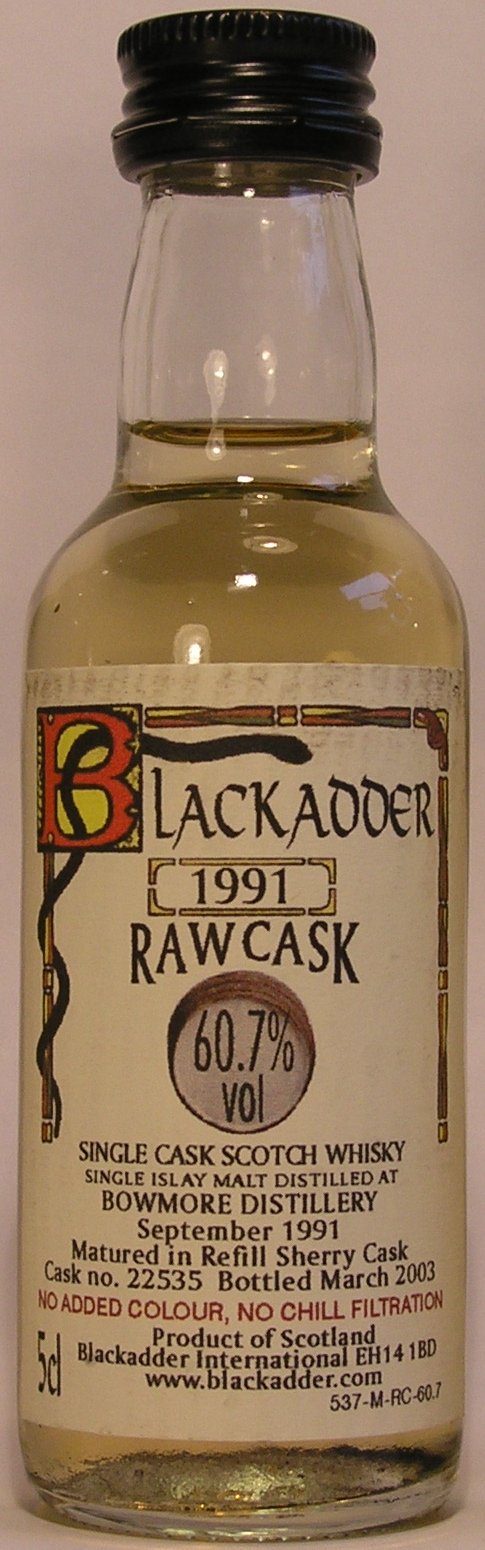 BLACKADDER
1991
RAW CASK
60.7%
vol
SINGLE CASK SCOTCH WHISKY
SINGLE ISLAY MALT DISTILLED AT
BOWMORE DISTILLERY
September 1991
Matured in Refill Sherry Cask
Cask no. 22535 Bottled March 2003
NO ADDED COLOUR, NO CHILL FILTRATION
5cl
Product of Scotland
Blackadder International EH14 1BD
www.blackadder.com
537-M-RC-60.7